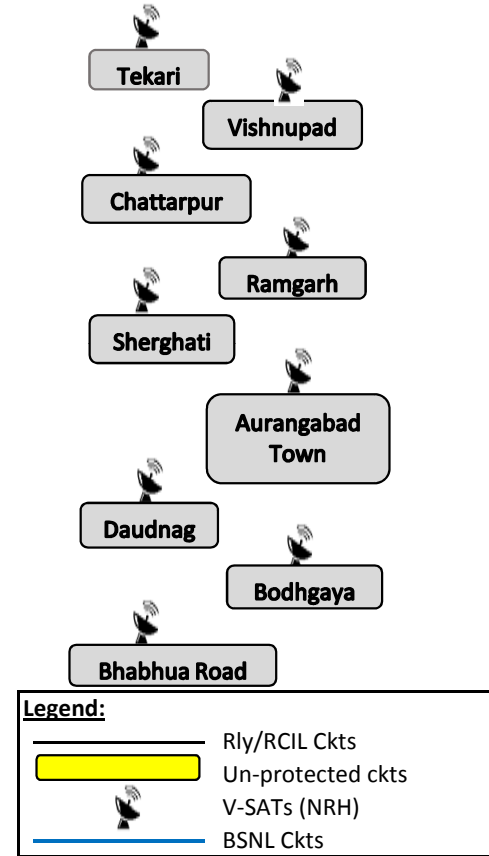 Tekari
Vishnupad
Chattarpur
Ramgarh
Sherghati
Aurangabad
Town
Daudnag
Bodhgaya
Bhabhua Road
Legend:
Rly/RCIL Ckts
Un-protected ckts
V-SATs (NRH)
BSNL Ckts